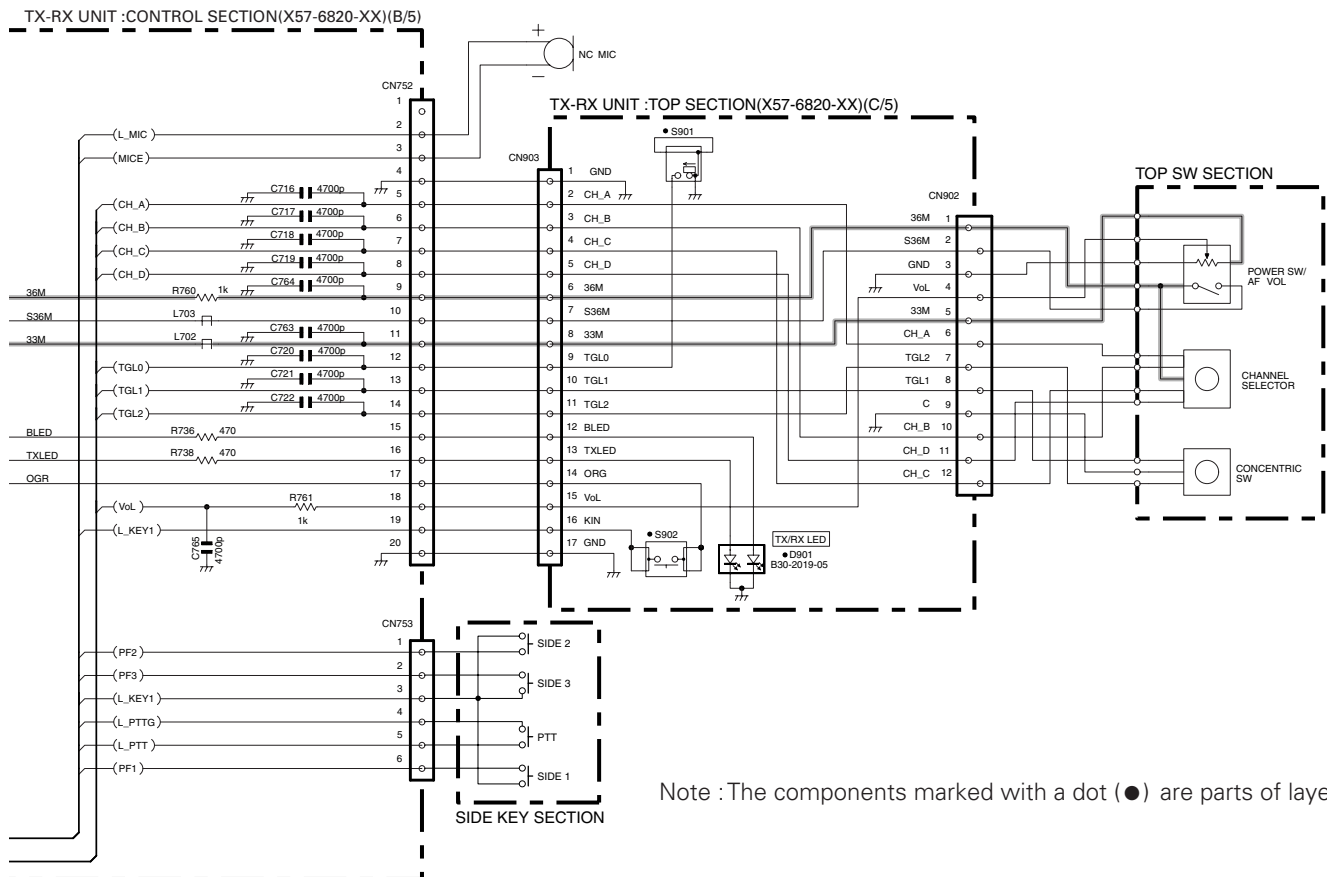 TX-RX UNIT :CONTROL SECTION(X57-6820-XX)(B/5)
+
NC MIC
−
CN752
1
2
(L_MIC)
3
(MICE)
4
C716 4700p 5
(CH_A)
C717 4700p 6
(CH_B)
C718 4700p 7
(CH_C)
C719 4700p 8
(CH_D)
C764 4700p 9
36M R760 1k
10
S36M L703
C763 4700p 11
33M L702
C720 4700p 12
(TGL0)
C721 4700p 13
(TGL1)
C722 4700p 14
(TGL2)
15
BLED R736 470
16
TXLED R738 470
17
OGR
18
(VoL) R761
1k
19
(L_KEY1)
C765
4700p
20
TX-RX UNIT :TOP SECTION(X57-6820-XX)(C/5)
● S901
CN903
1 GND
2 CH_A
3 CH_B
4 CH_C
5 CH_D
6 36M
7 S36M
8 33M
9 TGL0
10 TGL1
11 TGL2
12 BLED
13 TXLED
14 ORG
15 VoL
16 KIN
17 GND
● S902
TX/RX LED
● D901
B30-2019-05
CN902
36M 1
S36M 2
GND 3
VoL 4
33M 5
CH_A 6
TGL2 7
TGL1 8
C 9
CH_B 10
CH_D 11
CH_C 12
TOP SW SECTION
POWER SW/
AF VOL
CHANNEL
SELECTOR
CONCENTRIC
SW
CN753
1
(PF2)
2
(PF3)
3
(L_KEY1)
4
(L_PTTG)
5
(L_PTT)
6
(PF1)
SIDE 2
SIDE 3
PTT
SIDE 1
SIDE KEY SECTION
Note : The components marked with a dot (●) are parts of laye